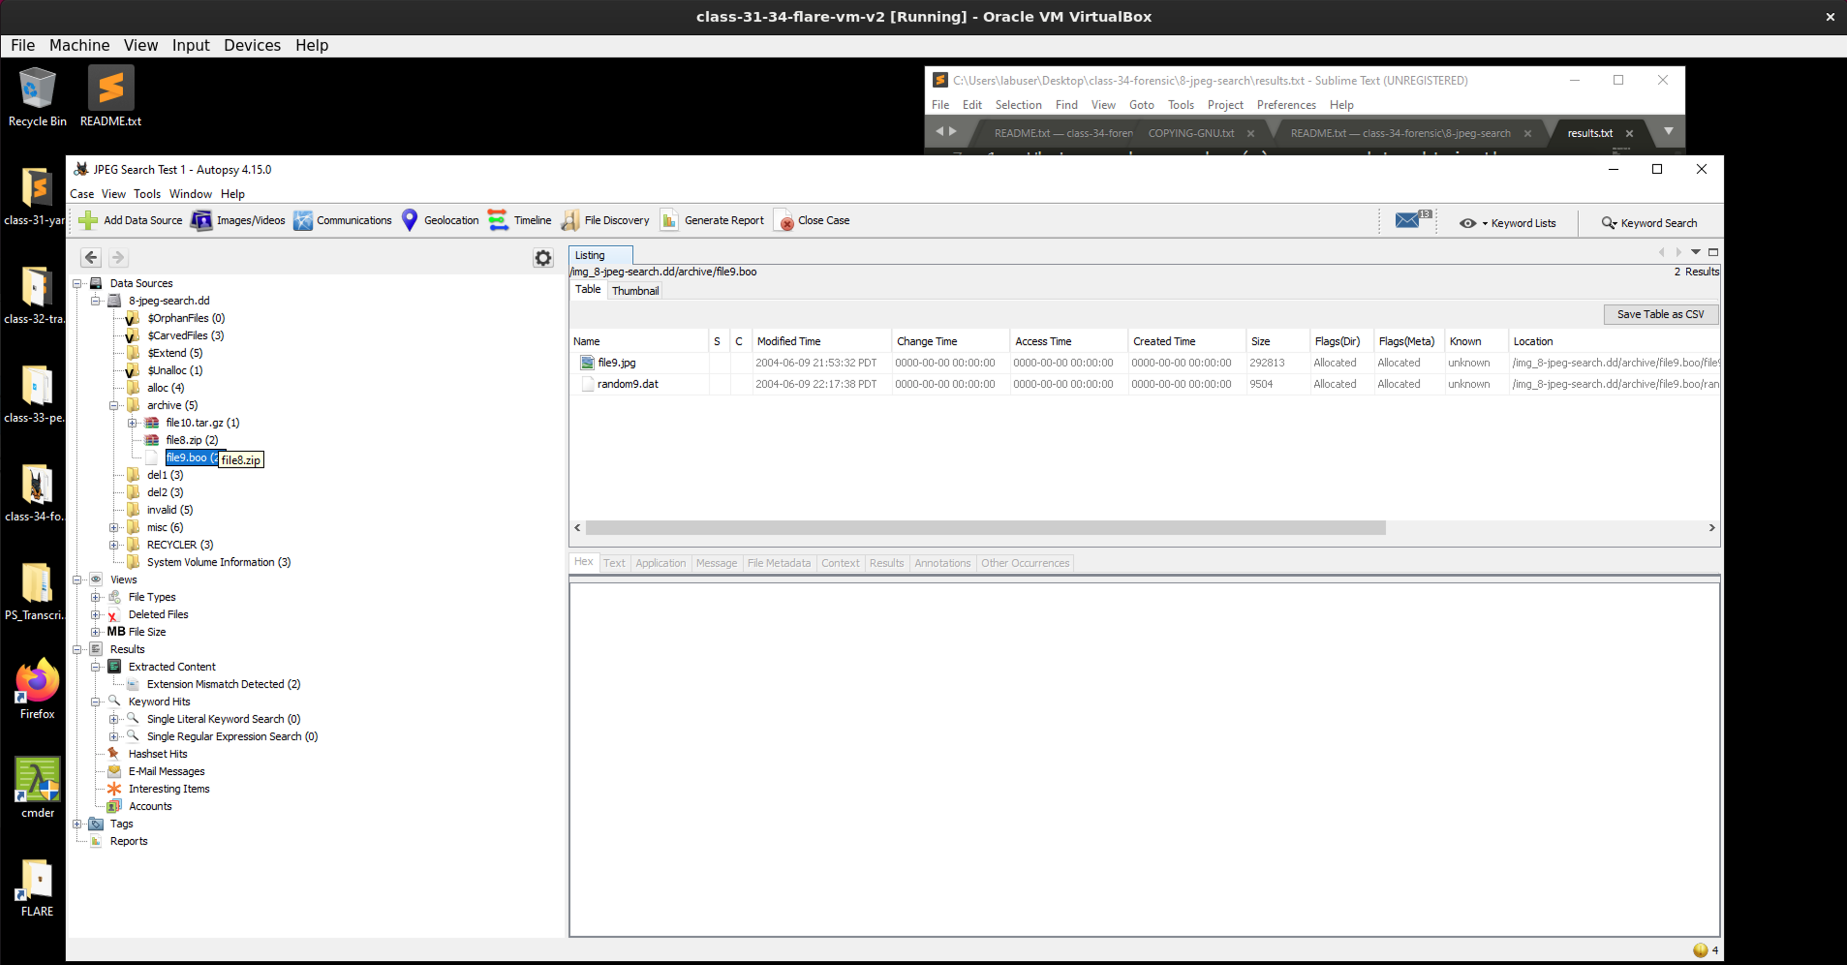 class-31-34-flare-vm-v2 [Running] - Oracle VM VirtualBox
File Machine View Input Devices Help
Recycle Bin
README.txt
class-31-yar
class-32-tra...
class-33-pe...
class-34-fo...
PS_Transcri...
Firefox
cmder
FLARE
C:\Users\labuser\Desktop\class-34-forensic\8-jpeg-search\results.txt - Sublime Text (UNREGISTERED)
File Edit Selection Find View Goto Tools Project Preferences Help
README.txt — class-34-foren COPYING-GNU.txt README.txt — class-34-forensic\8-jpeg-search results.txt
JPEG Search Test 1 - Autopsy 4.15.0
Case View Tools Window Help
Add Data Source Images/Videos Communications Geolocation Timeline File Discovery Generate Report Close Case 13 Keyword Lists Keyword Search
Data Sources
8-jpeg-search.dd
$OrphanFiles (0)
$CarvedFiles (3)
$Extend (5)
$Unalloc (1)
alloc (4)
archive (5)
file10.tar.gz (1)
file8.zip (2)
file9.boo (2
file8.zip
del1 (3)
del2 (3)
invalid (5)
misc (6)
RECYCLER (3)
System Volume Information (3)
Views
File Types
Deleted Files
MB File Size
Results
Extracted Content
Extension Mismatch Detected (2)
Keyword Hits
Single Literal Keyword Search (0)
Single Regular Expression Search (0)
Hashset Hits
E-Mail Messages
Interesting Items
Accounts
Tags
Reports
Listing
/img_8-jpeg-search.dd/archive/file9.boo
2 Results
Table Thumbnail
Save Table as CSV
Name S C Modified Time Change Time Access Time Created Time Size Flags(Dir) Flags(Meta) Known Location
file9.jpg 2004-06-09 21:53:32 PDT 0000-00-00 00:00:00 0000-00-00 00:00:00 0000-00-00 00:00:00 292813 Allocated Allocated unknown /img_8-jpeg-search.dd/archive/file9.boo/file9
random9.dat 2004-06-09 22:17:38 PDT 0000-00-00 00:00:00 0000-00-00 00:00:00 0000-00-00 00:00:00 9504 Allocated Allocated unknown /img_8-jpeg-search.dd/archive/file9.boo/ran
Hex Text Application Message File Metadata Context Results Annotations Other Occurrences
4